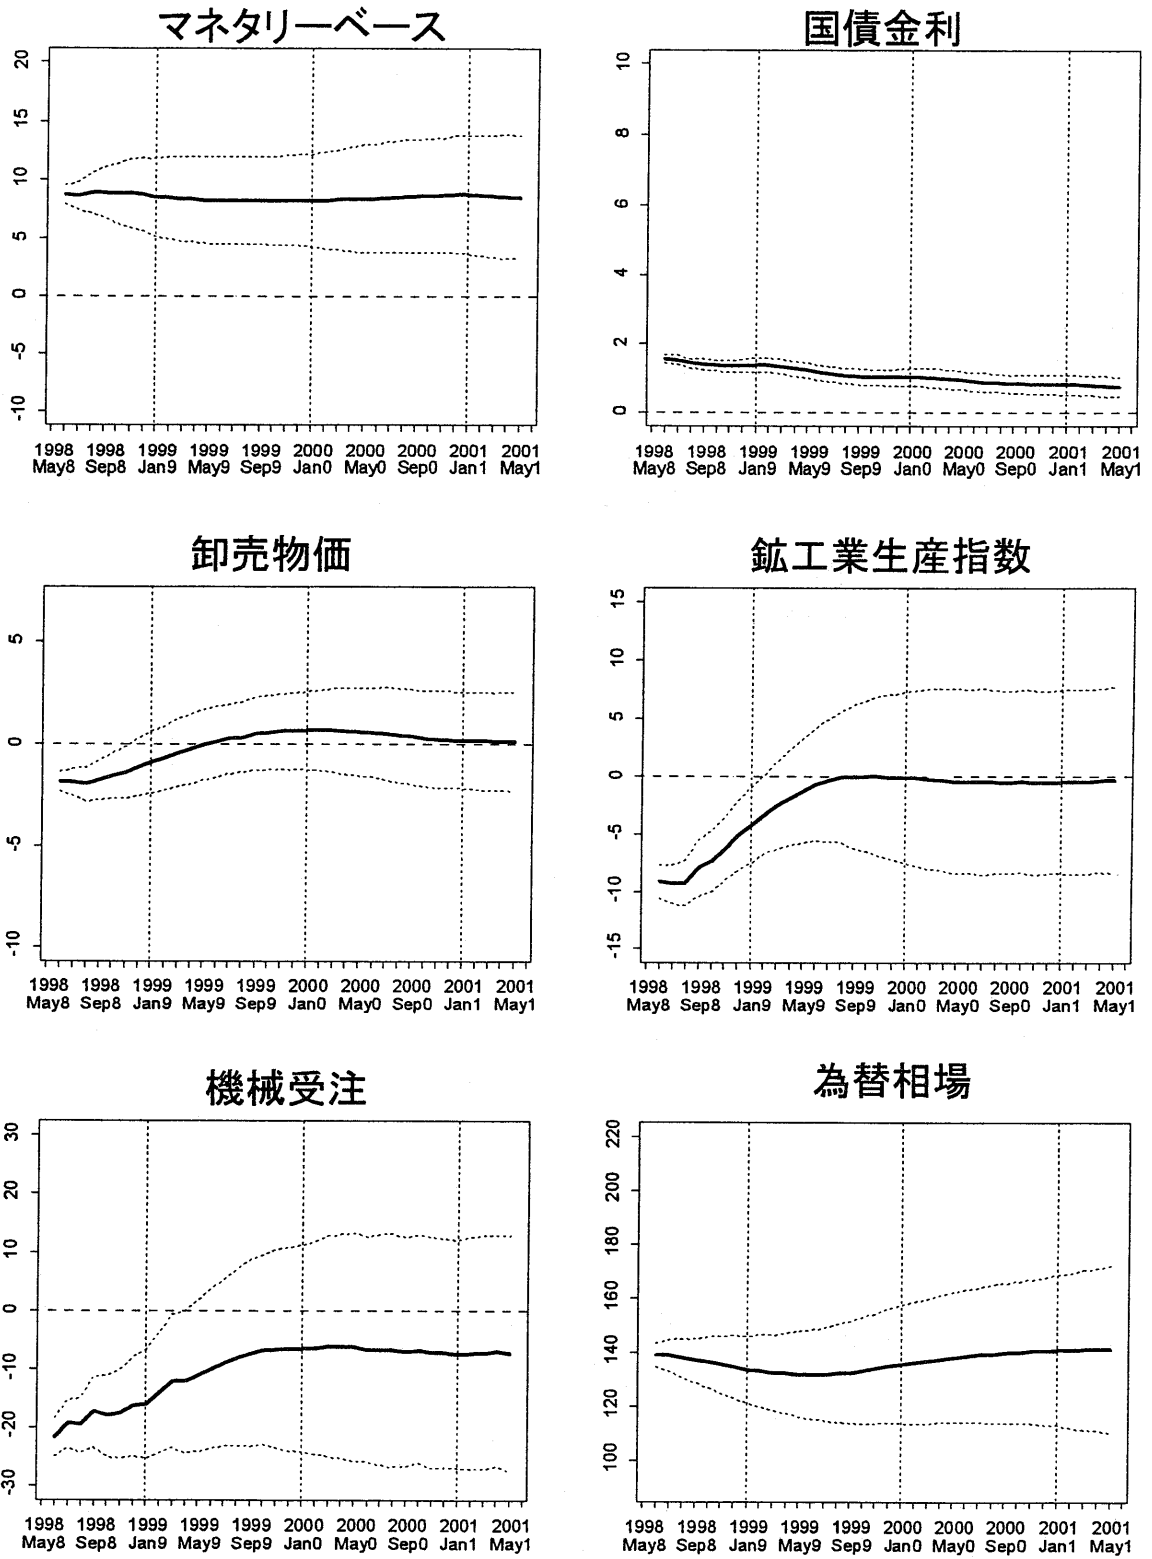 マネタリーベース
20
15
10
5
0
-5
-10
1998 1998 1999 1999 1999 2000 2000 2000 2001 2001
May8 Sep8 Jan9 May9 Sep9 Jan0 May0 Sep0 Jan1 May1
国債金利
10
8
6
4
2
0
1998 1998 1999 1999 1999 2000 2000 2000 2001 2001
May8 Sep8 Jan9 May9 Sep9 Jan0 May0 Sep0 Jan1 May1
卸売物価
5
0
-5
-10
1998 1998 1999 1999 1999 2000 2000 2000 2001 2001
May8 Sep8 Jan9 May9 Sep9 Jan0 May0 Sep0 Jan1 May1
鉱工業生産指数
15
10
5
0
-5
-10
-15
1998 1998 1999 1999 1999 2000 2000 2000 2001 2001
May8 Sep8 Jan9 May9 Sep9 Jan0 May0 Sep0 Jan1 May1
機械受注
30
20
10
0
-10
-20
-30
1998 1998 1999 1999 1999 2000 2000 2000 2001 2001
May8 Sep8 Jan9 May9 Sep9 Jan0 May0 Sep0 Jan1 May1
為替相場
220
200
180
160
140
120
100
1998 1998 1999 1999 1999 2000 2000 2000 2001 2001
May8 Sep8 Jan9 May9 Sep9 Jan0 May0 Sep0 Jan1 May1